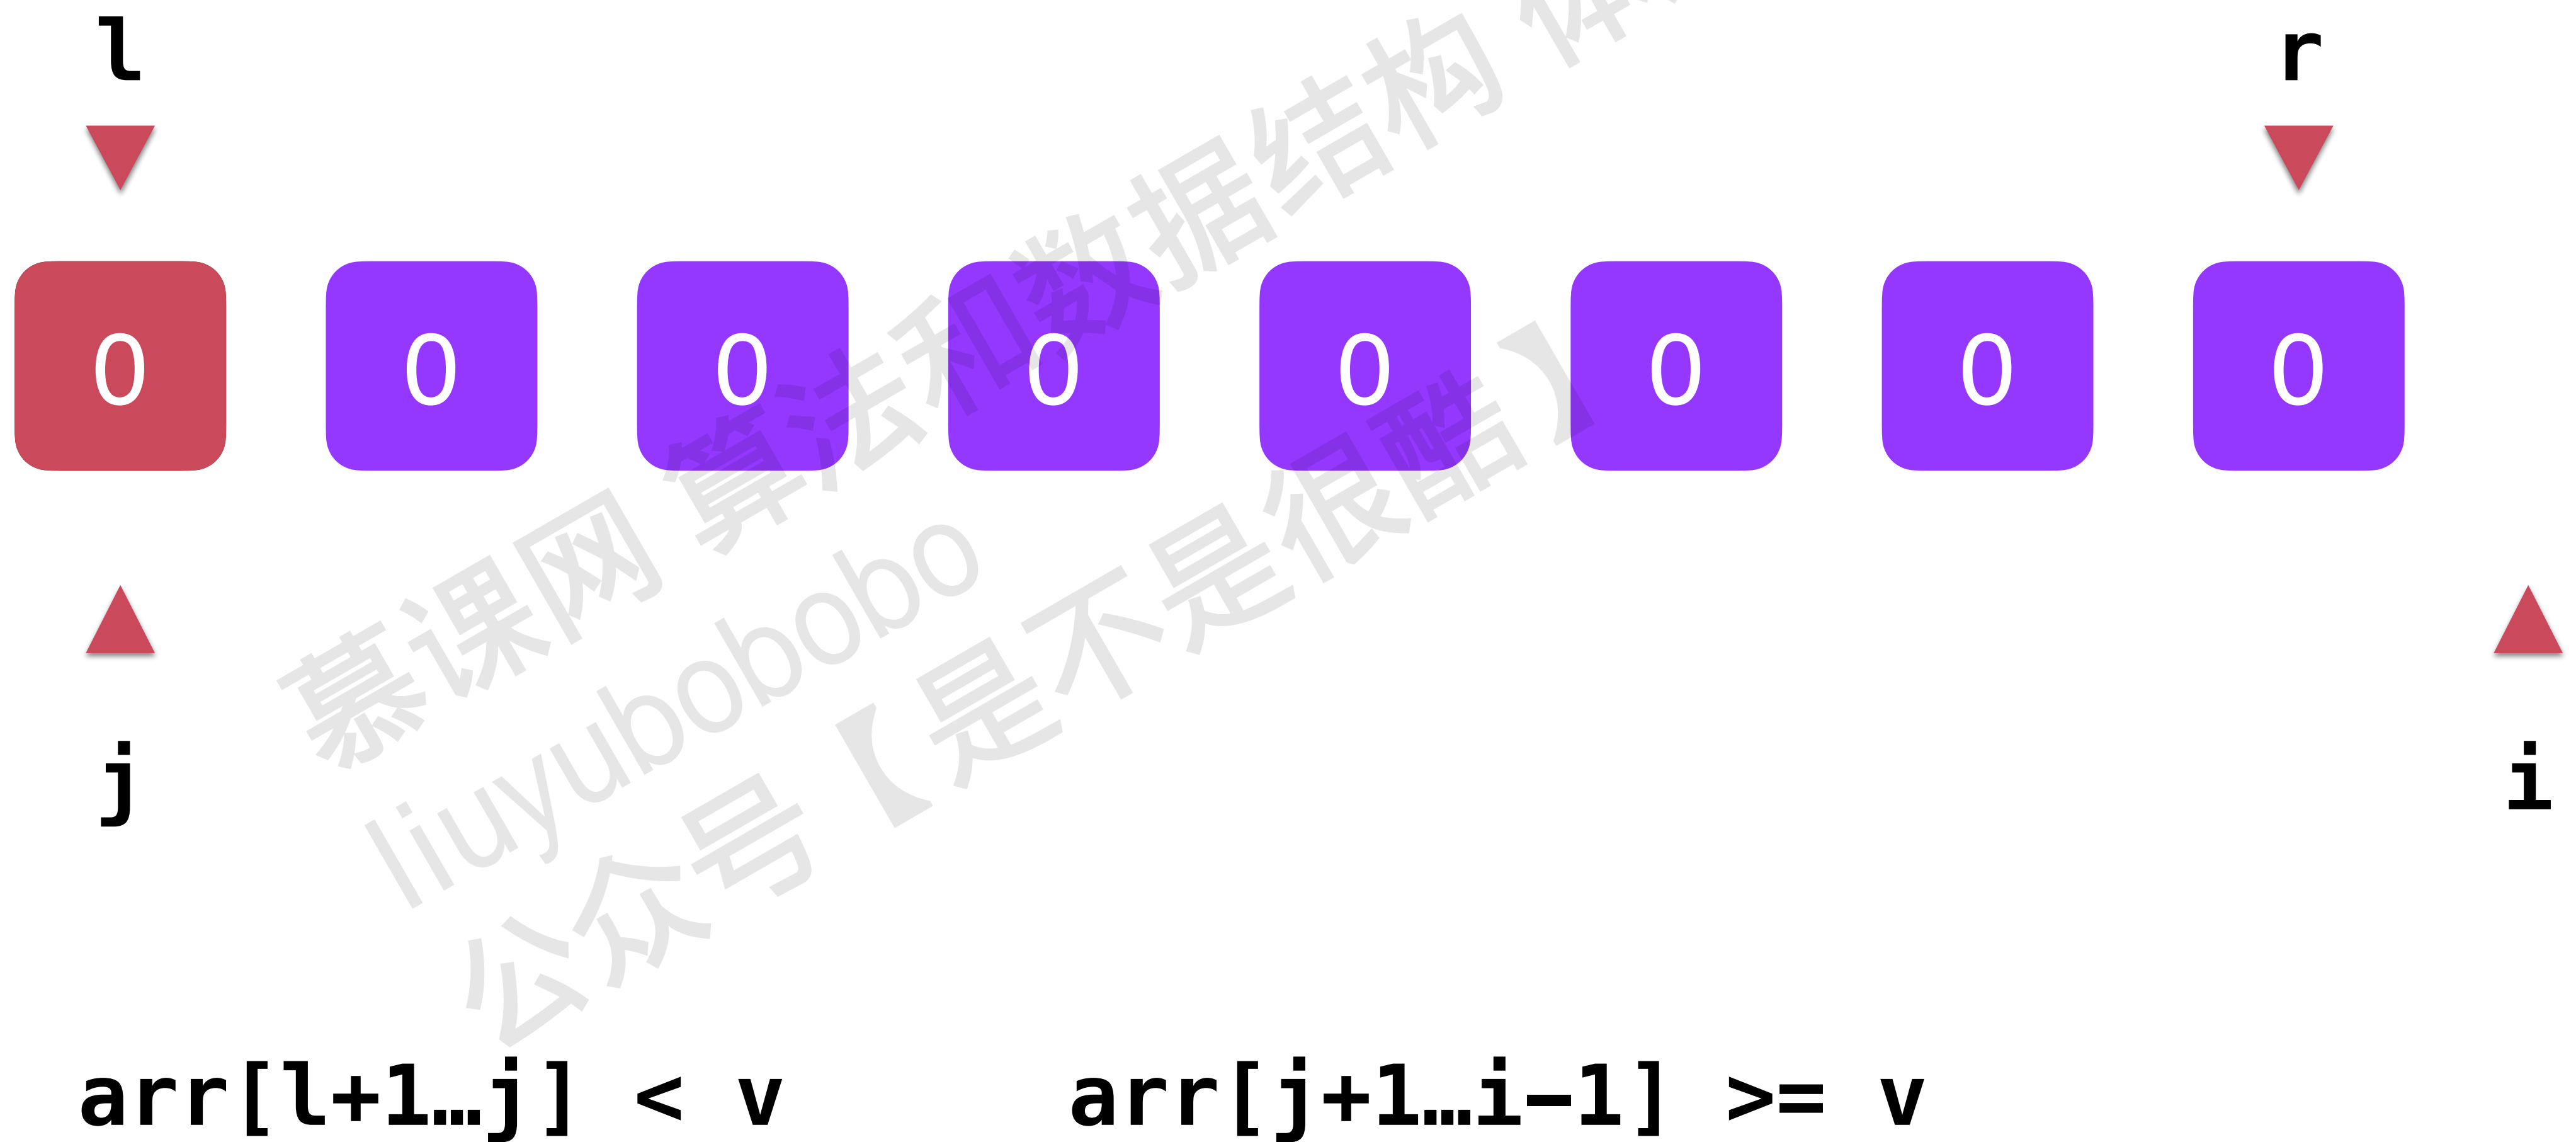 l r
0 0 0 0 0 0 0 0
j i
arr[l+1…j] < v arr[j+1…i-1] >= v
慕课网 算法和数据结构
liuyubobobo
公众号【是不是很酷】